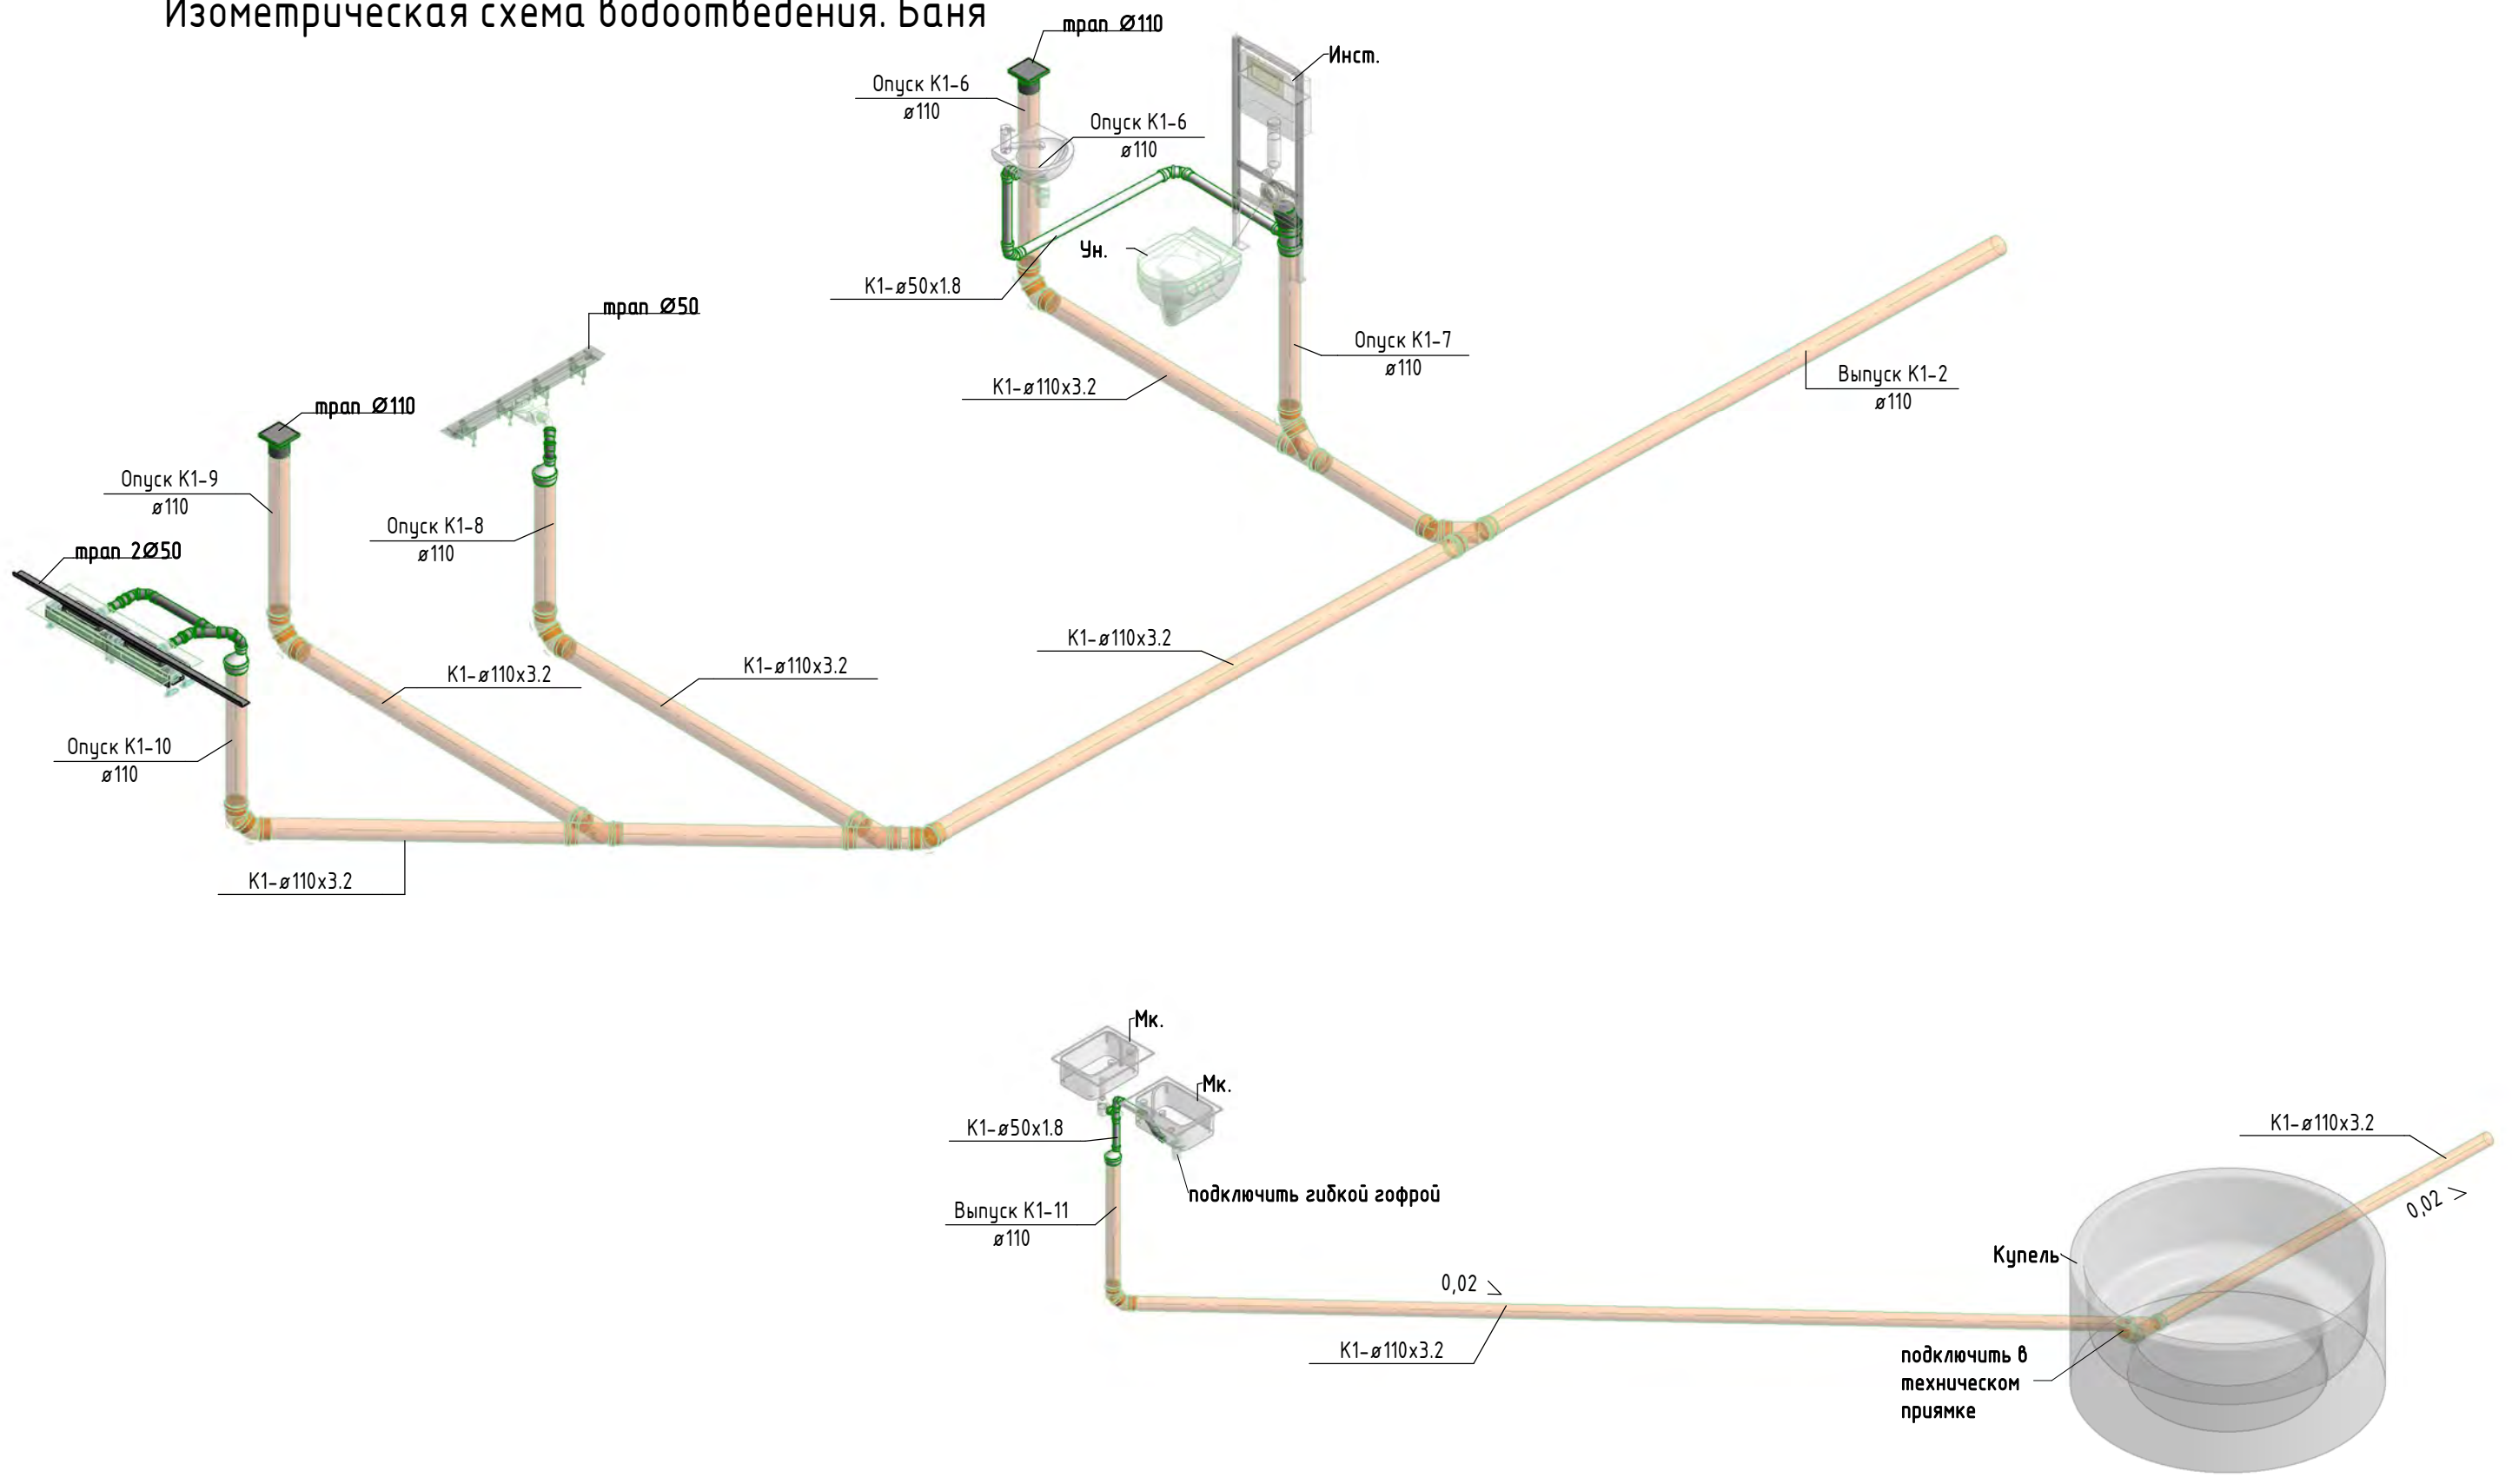 Изометрическая схема водоотведения. Баня
трап Ø110
Инст.
Опуск К1-6
ø110
Опуск К1-6
ø110
Ун.
К1-ø50х1.8
трап Ø50
Опуск К1-7
ø110
Выпуск К1-2
ø110
К1-ø110х3.2
трап Ø110
Опуск К1-9
ø110
Опуск К1-8
ø110
трап 2Ø50
К1-ø110х3.2
К1-ø110х3.2
К1-ø110х3.2
Опуск К1-10
ø110
К1-ø110х3.2
Мк.
Мк.
К1-ø50х1.8
К1-ø110х3.2
подключить гибкой гофрой
Выпуск К1-11
ø110
0,02
Купель
0,02
К1-ø110х3.2
подключить в
техническом
приямке